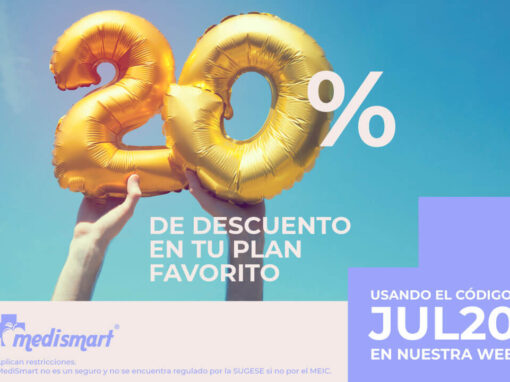 20%
DE DESCUENTO
EN TU PLAN
FAVORITO
USANDO EL CÓDIGO
JUL20
EN NUESTRA WEB
medismart®
Aplican restricciones.
MediSmart no es un seguro y no se encuentra regulado por la SUGESE si no por el MEIC.